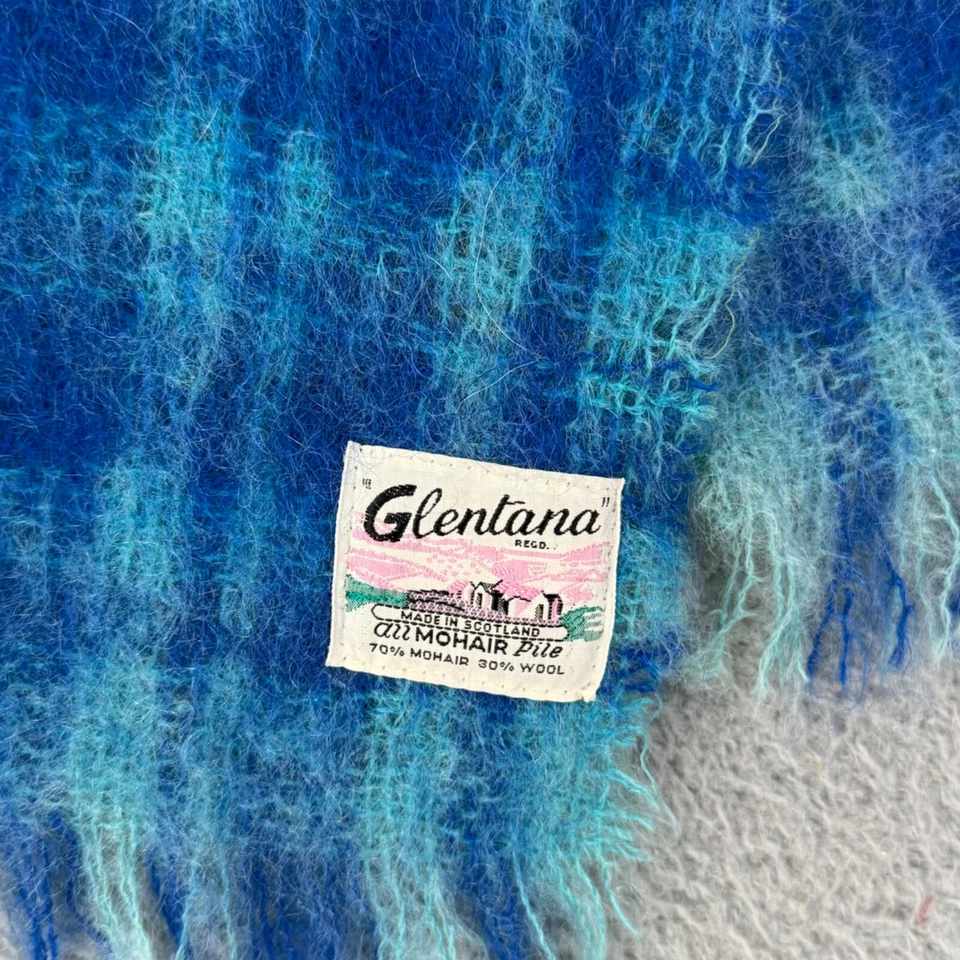 "Glentana"
REGD.
MADE IN SCOTLAND
all MOHAIR Pile
70% MOHAIR 30% WOOL